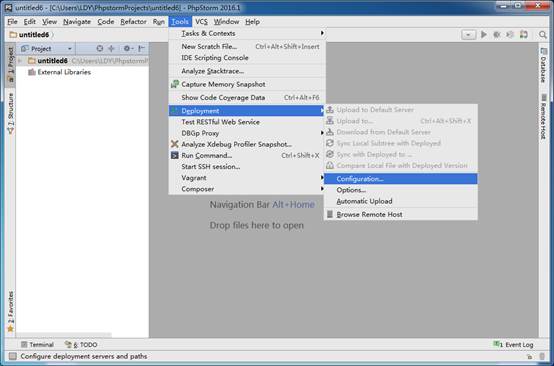 untitled6 - [C:\Users\LDY\PhpstormProjects\untitled6] - PhpStorm 2016.1
File Edit View Navigate Code Refactor Run Tools VCS Window Help
untitled6
Project
untitled6 C:\Users\LDY\Phpstorm
External Libraries
1: Project
7: Structure
2: Favorites
Database
Remote Host
Tasks & Contexts
New Scratch File... Ctrl+Alt+Shift+Insert
IDE Scripting Console
Analyze Stacktrace...
Capture Memory Snapshot
Show Code Coverage Data Ctrl+Alt+F6
Deployment
Test RESTful Web Service
DBGp Proxy
Analyze Xdebug Profiler Snapshot...
Run Command... Ctrl+Shift+X
Start SSH session...
Vagrant
Composer
Upload to Default Server
Upload to... Ctrl+Alt+Shift+X
Download from Default Server
Sync Local Subtree with Deployed
Sync with Deployed to ...
Compare Local File with Deployed Version
Configuration...
Options...
Automatic Upload
Browse Remote Host
Navigation Bar Alt+Home
Drop files here to open
Terminal 6: TODO
1 Event Log
Configure deployment servers and paths